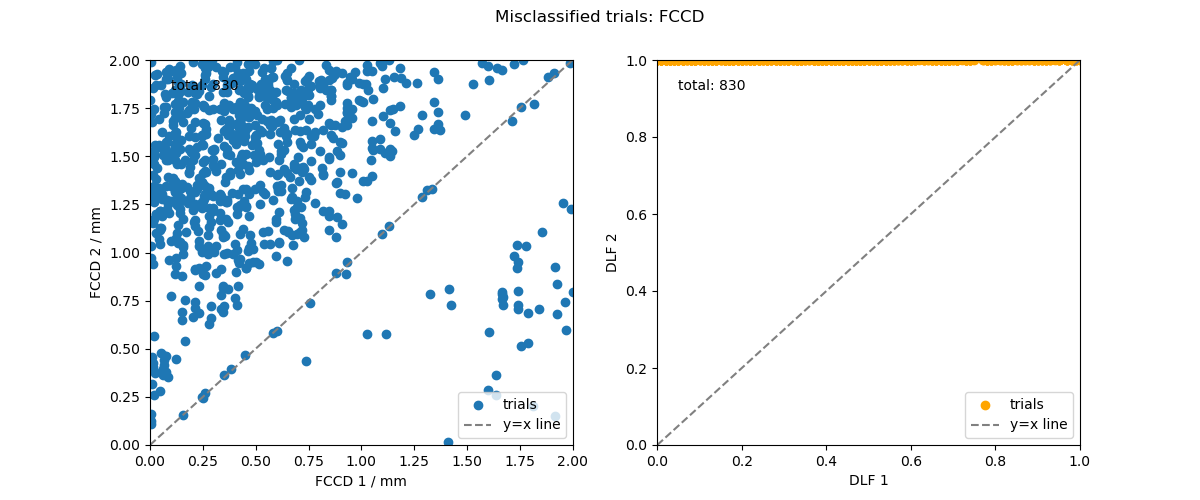 Misclassified trials: FCCD
2.00
1.75
1.50
1.25
1.00
0.75
0.50
0.25
0.00
FCCD 2 / mm
total: 830
trials
y=x line
0.00
0.25
0.50
0.75
1.00
1.25
1.50
1.75
2.00
FCCD 1 / mm
1.0
0.8
0.6
0.4
0.2
0.0
DLF 2
total: 830
trials
y=x line
0.0
0.2
0.4
0.6
0.8
1.0
DLF 1